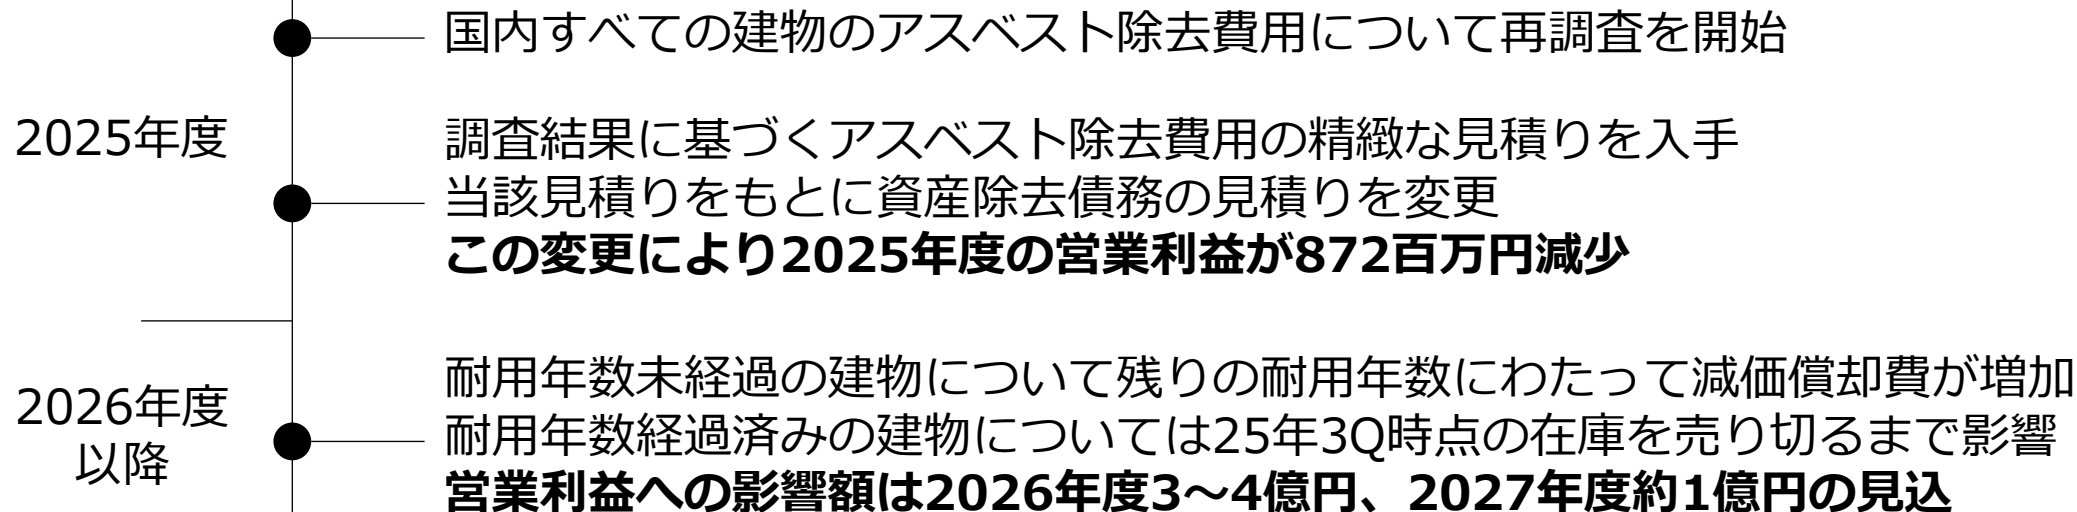 国内すべての建物のアスベスト除去費用について再調査を開始
2025年度
調査結果に基づくアスベスト除去費用の精緻な見積りを入手
当該見積りをもとに資産除去債務の見積りを変更
この変更により2025年度の営業利益が872百万円減少
2026年度
以降
耐用年数未経過の建物について残りの耐用年数にわたって減価償却費が増加
耐用年数経過済みの建物については25年3Q時点の在庫を売り切るまで影響
営業利益への影響額は2026年度3～4億円、2027年度約1億円の見込